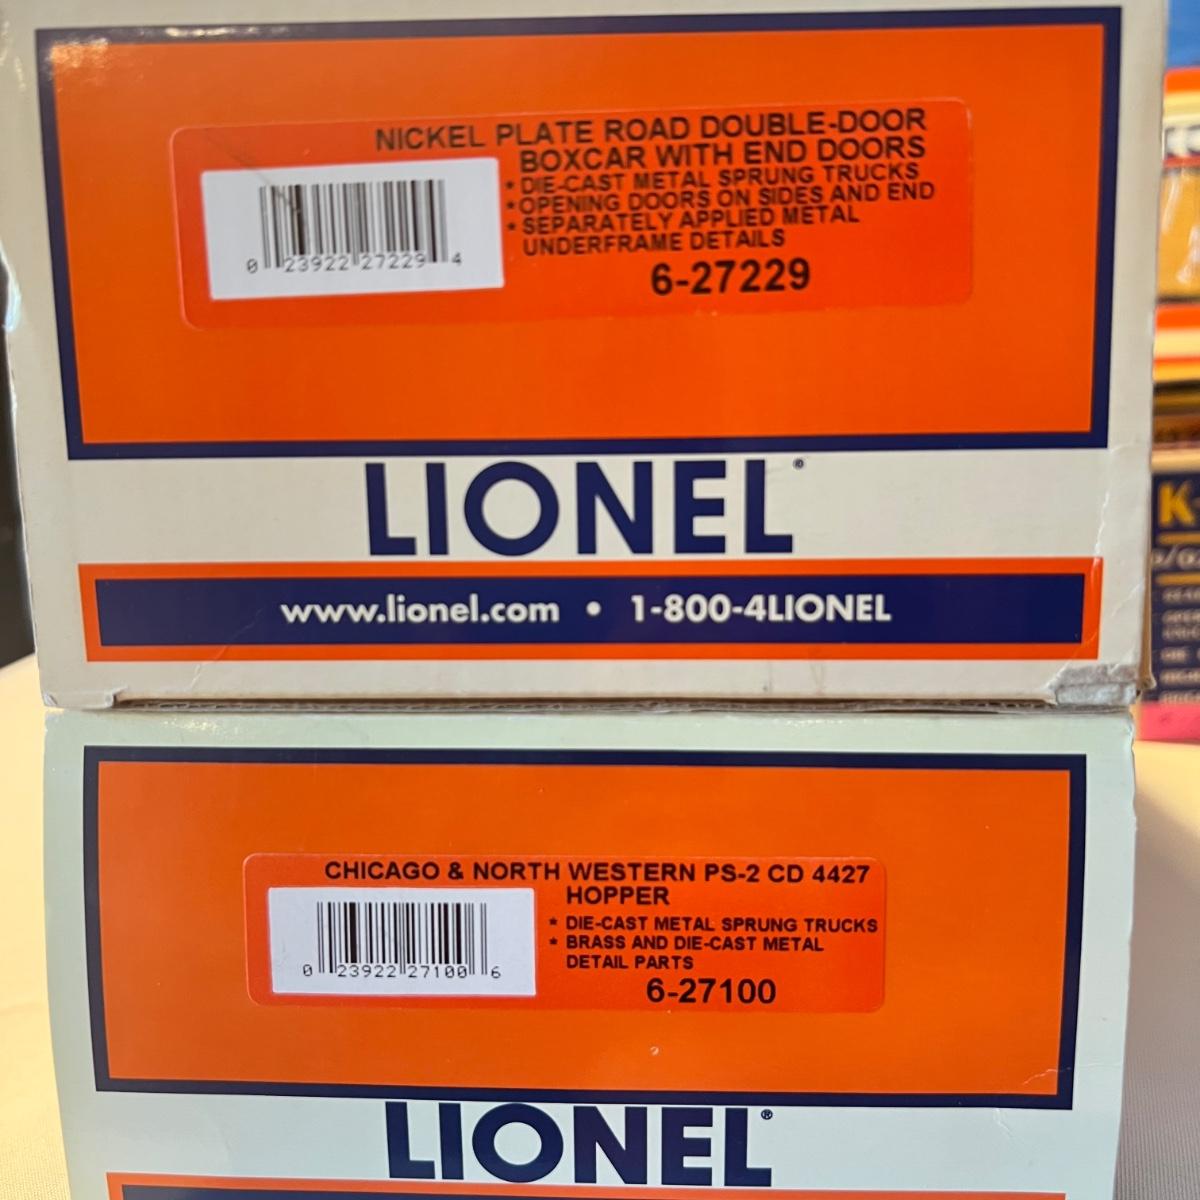 NICKEL PLATE ROAD DOUBLE-DOOR
BOXCAR WITH END DOORS
* DIE-CAST METAL SPRUNG TRUCKS
* OPENING DOORS ON SIDES AND END
* SEPARATELY APPLIED METAL
UNDERFRAME DETAILS
6-27229
0 23922 27229 4
LIONEL®
www.lionel.com • 1-800-4LIONEL
CHICAGO & NORTH WESTERN PS-2 CD 4427
HOPPER
* DIE-CAST METAL SPRUNG TRUCKS
* BRASS AND DIE-CAST METAL
DETAIL PARTS
6-27100
0 23922 27100 6
LIONEL®
K-